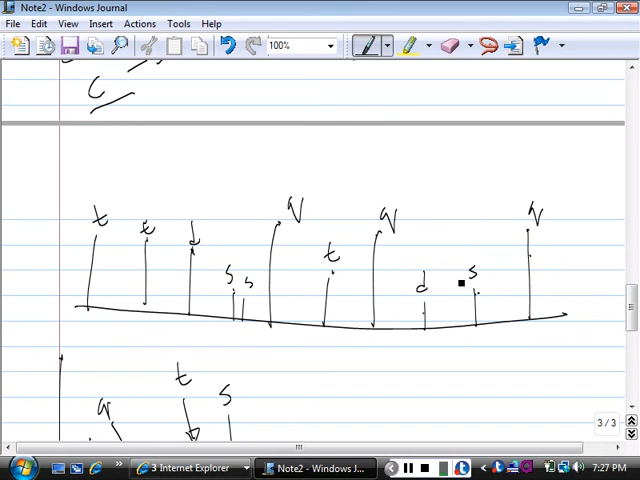 Note2 - Windows Journal
File Edit View Insert Actions Tools Help
100%
C
t t d s s q t q d s q
t s
q
3 / 3
3 Internet Explorer
Note2 - Windows J...
7:27 PM